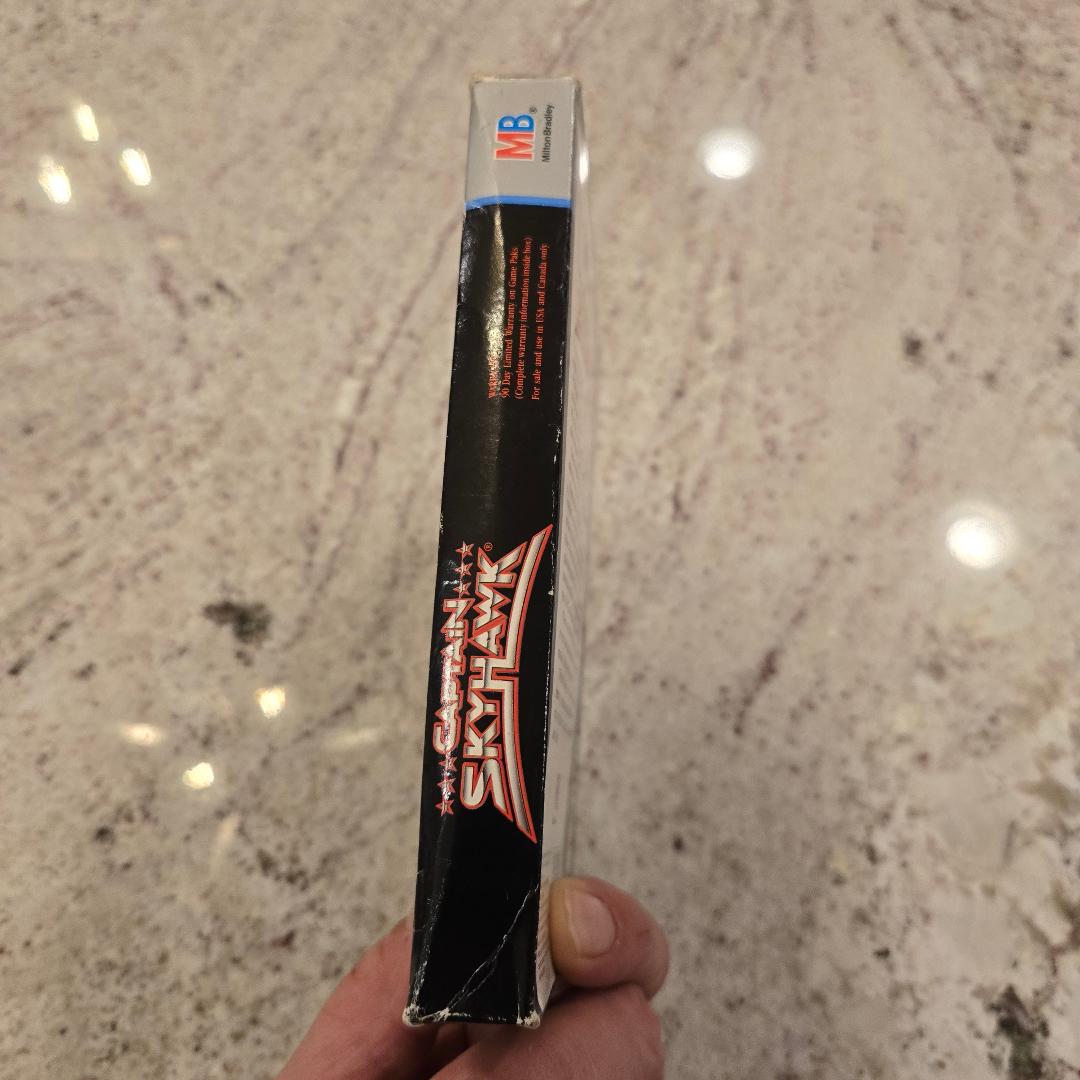 ★★★★ CAPTAIN ★★★★
SKYHAWK®
WARRANTY
90 Day Limited Warranty on Game Paks
(Complete warranty information inside box)
For sale and use in USA and Canada only
MB®
Milton Bradley